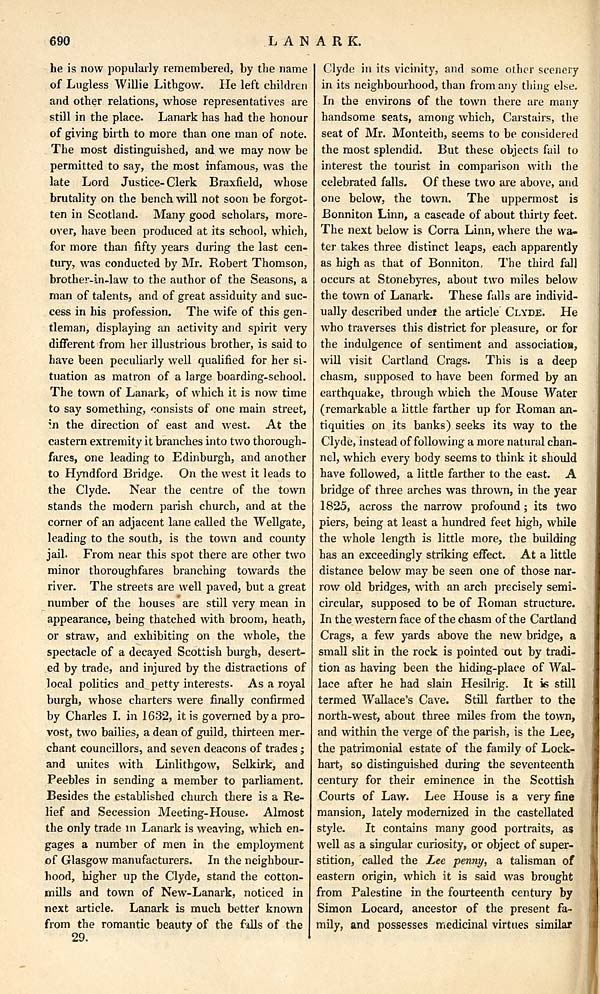 690
LANARK.
he is now popularly remembered, by the name
of Lugless Willie Lithgow. He left children
and other relations, whose representatives are
still in the place. Lanark has had the honour
of giving birth to more than one man of note.
The most distinguished, and we may now be
permitted to say, the most infamous, was the
late Lord Justice-Clerk Braxfield, whose
brutality on the bench will not soon be forgot-
ten in Scotland. Many good scholars, more-
over, have been produced at its school, which,
for more than fifty years during the last cen-
tury, was conducted by Mr. Robert Thomson,
brother-in-law to the author of the Seasons, a
man of talents, and of great assiduity and suc-
cess in his profession. The wife of this gen-
tleman, displaying an activity and spirit very
different from her illustrious brother, is said to
have been peculiarly well qualified for her si-
tuation as matron of a large boarding-school.
The town of Lanark, of which it is now time
to say something, consists of one main street,
in the direction of east and west. At the
eastern extremity it branches into two thorough-
fares, one leading to Edinburgh, and another
to Hyndford Bridge. On the west it leads to
the Clyde. Near the centre of the town
stands the modern parish church, and at the
corner of an adjacent lane called the Wellgate,
leading to the south, is the town and county
jail. From near this spot there are other two
minor thoroughfares branching towards the
river. The streets are well paved, but a great
number of the houses are still very mean in
appearance, being thatched with broom, heath,
or straw, and exhibiting on the whole, the
spectacle of a decayed Scottish burgh, desert-
ed by trade, and injured by the distractions of
local politics and petty interests. As a royal
burgh, whose charters were finally confirmed
by Charles I. in 1632, it is governed by a pro-
vost, two bailies, a dean of guild, thirteen mer-
chant councillors, and seven deacons of trades;
and unites with Linlithgow, Selkirk, and
Peebles in sending a member to parliament.
Besides the established church there is a Re-
lief and Secession Meeting-House. Almost
the only trade in Lanark is weaving, which en-
gages a number of men in the employment
of Glasgow manufacturers. In the neighbour-
hood, higher up the Clyde, stand the cotton-
mills and town of New-Lanark, noticed in
next article. Lanark is much better known
from the romantic beauty of the falls of the
29.
Clyde in its vicinity, and some other scenery
in its neighbourhood, than from any thing else.
In the environs of the town there are many
handsome seats, among which, Carstairs, the
seat of Mr. Monteith, seems to be considered
the most splendid. But these objects fail to
interest the tourist in comparison with the
celebrated falls. Of these two are above, and
one below, the town. The uppermost is
Bonniton Linn, a cascade of about thirty feet.
The next below is Corra Linn, where the wa-
ter takes three distinct leaps, each apparently
as high as that of Bonniton. The third fall
occurs at Stonebyres, about two miles below
the town of Lanark. These falls are individ-
ually described under the article CLYDE. He
who traverses this district for pleasure, or for
the indulgence of sentiment and association,
will visit Cartland Crags. This is a deep
chasm, supposed to have been formed by an
earthquake, through which the Mouse Water
(remarkable a little farther up for Roman an-
tiquities on its banks) seeks its way to the
Clyde, instead of following a more natural chan-
nel, which every body seems to think it should
have followed, a little farther to the east. A
bridge of three arches was thrown, in the year
1825, across the narrow profound; its two
piers, being at least a hundred feet high, while
the whole length is little more, the building
has an exceedingly striking effect. At a little
distance below may be seen one of those nar-
row old bridges, with an arch precisely semi-
circular, supposed to be of Roman structure.
In the western face of the chasm of the Cartland
Crags, a few yards above the new bridge, a
small slit in the rock is pointed out by tradi-
tion as having been the hiding-place of Wal-
lace after he had slain Hesilrig. It is still
termed Wallace's Cave. Still farther to the
north-west, about three miles from the town,
and within the verge of the parish, is the Lee,
the patrimonial estate of the family of Lock-
hart, so distinguished during the seventeenth
century for their eminence in the Scottish
Courts of Law. Lee House is a very fine
mansion, lately modernized in the castellated
style. It contains many good portraits, as
well as a singular curiosity, or object of super-
stition, called the Lee penny, a talisman of
eastern origin, which it is said was brought
from Palestine in the fourteenth century by
Simon Locard, ancestor of the present fa-
mily, and possesses medicinal virtues similar